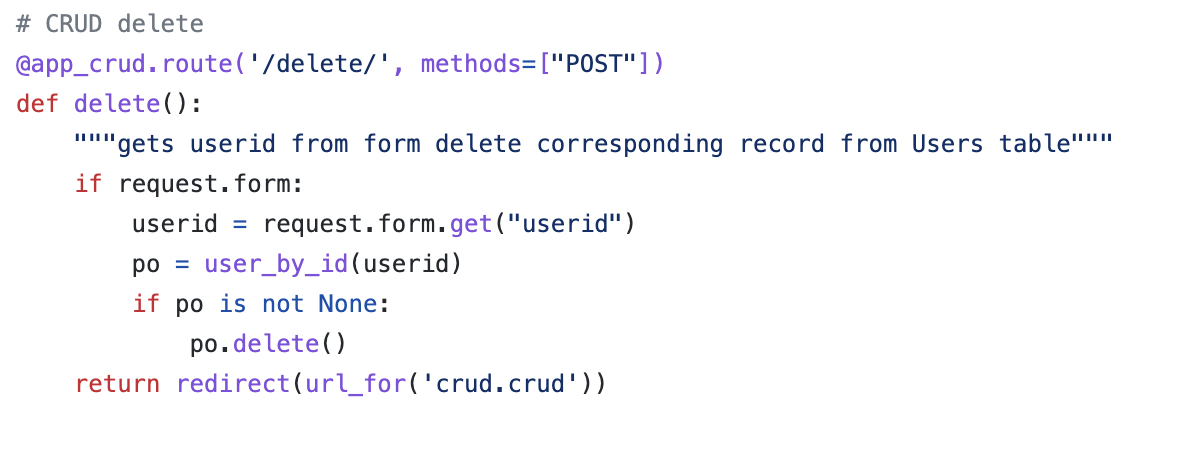 # CRUD delete
@app_crud.route('/delete/', methods=["POST"])
def delete():
    """gets userid from form delete corresponding record from Users table"""
    if request.form:
        userid = request.form.get("userid")
        po = user_by_id(userid)
        if po is not None:
            po.delete()
    return redirect(url_for('crud.crud'))